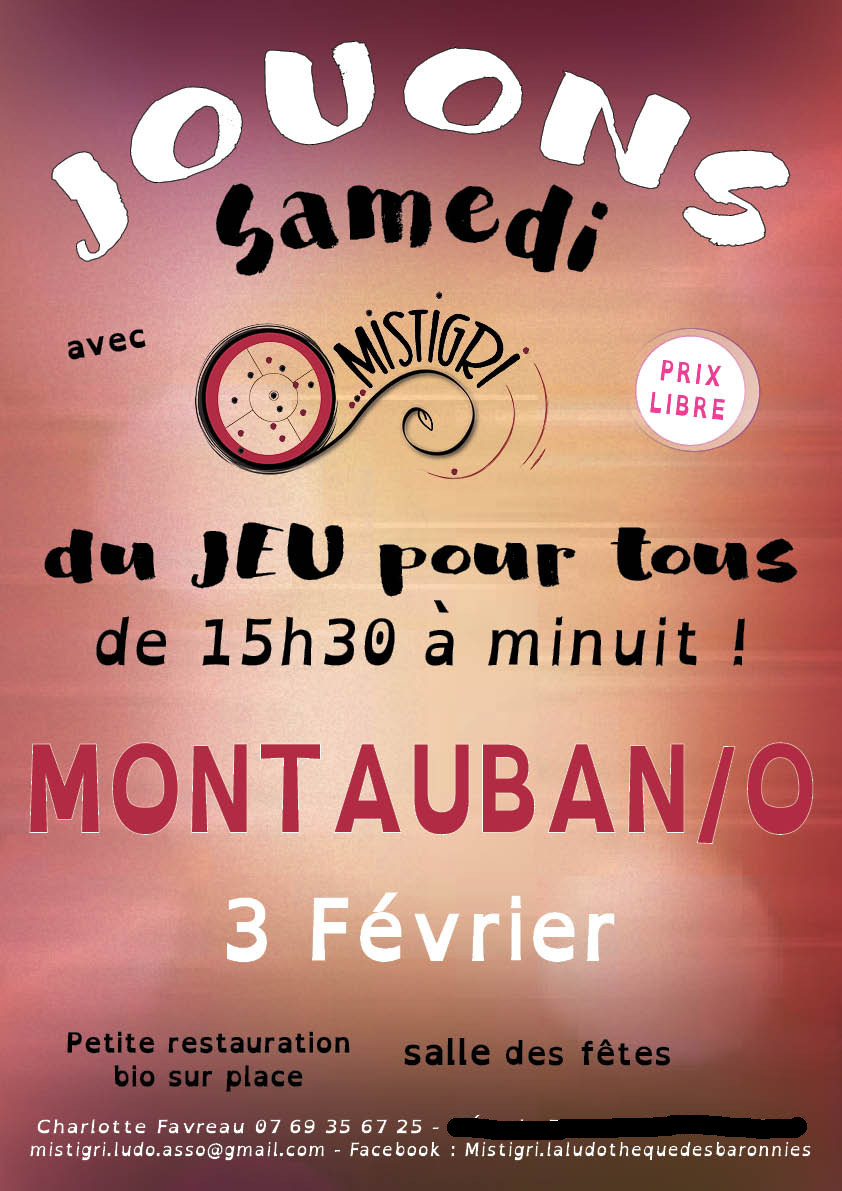 JOUONS
Samedi
avec
MISTIGRI
PRIX
LIBRE
du JEU pour tous
de 15h30 à minuit !
MONTAUBAN/O
3 Février
Petite restauration
bio sur place
salle des fêtes
Charlotte Favreau 07 69 35 67 25 -
mistigri.ludo.asso@gmail.com - Facebook : Mistigri.laludothequedesbaronnies